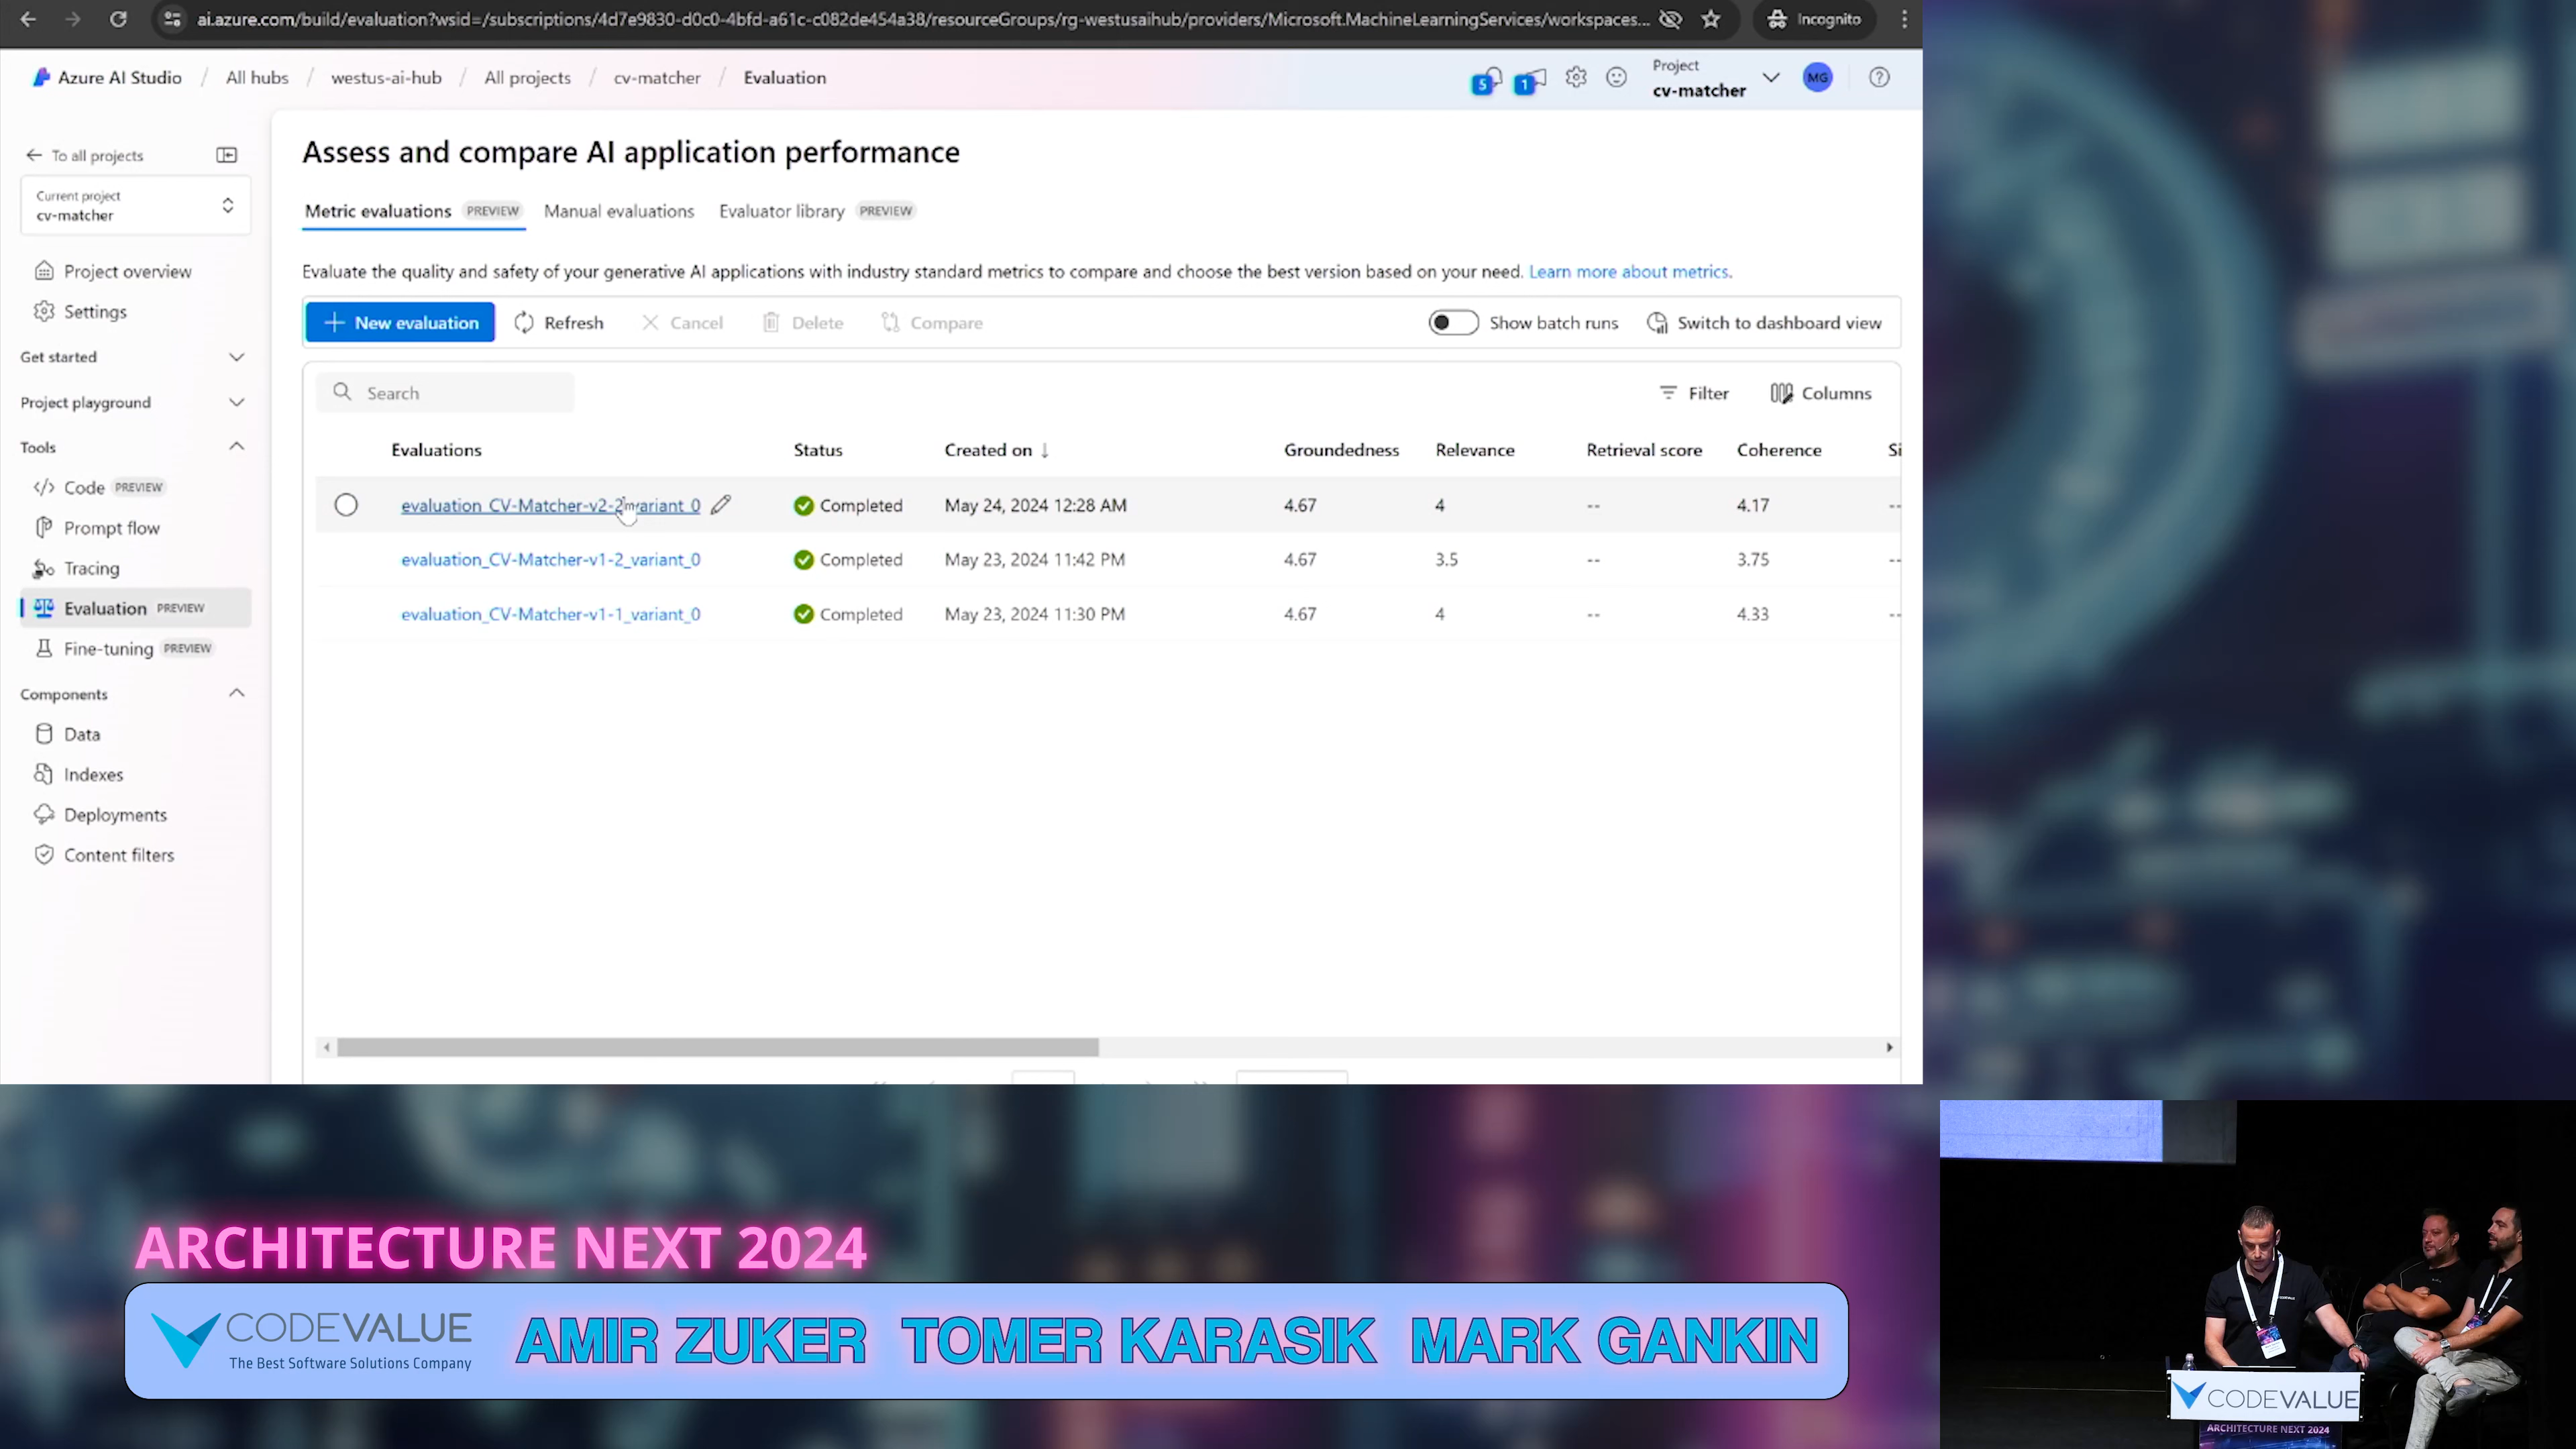 ai.azure.com/build/evaluation?wsid=/subscriptions/4d7e9830-d0c0-4bfd-a61c-c082de454a38/resourceGroups/rg-westusaihub/providers/Microsoft.MachineLearningServices/workspaces...
Incognito
Azure AI Studio / All hubs / westus-ai-hub / All projects / cv-matcher / Evaluation
5
1
Project
cv-matcher
MG
To all projects
Current project
cv-matcher
Project overview
Settings
Get started
Project playground
Tools
Code PREVIEW
Prompt flow
Tracing
Evaluation PREVIEW
Fine-tuning PREVIEW
Components
Data
Indexes
Deployments
Content filters
Assess and compare AI application performance
Metric evaluations PREVIEW Manual evaluations Evaluator library PREVIEW
Evaluate the quality and safety of your generative AI applications with industry standard metrics to compare and choose the best version based on your need. Learn more about metrics.
New evaluation Refresh Cancel Delete Compare Show batch runs Switch to dashboard view
Search Filter Columns
Evaluations Status Created on ↓ Groundedness Relevance Retrieval score Coherence Si
evaluation_CV-Matcher-v2-2_variant_0 Completed May 24, 2024 12:28 AM 4.67 4 -- 4.17 --
evaluation_CV-Matcher-v1-2_variant_0 Completed May 23, 2024 11:42 PM 4.67 3.5 -- 3.75 --
evaluation_CV-Matcher-v1-1_variant_0 Completed May 23, 2024 11:30 PM 4.67 4 -- 4.33 --
ARCHITECTURE NEXT 2024
CODEVALUE
The Best Software Solutions Company
AMIR ZUKER TOMER KARASIK MARK GANKIN
CODEVALUE
ARCHITECTURE NEXT 2024